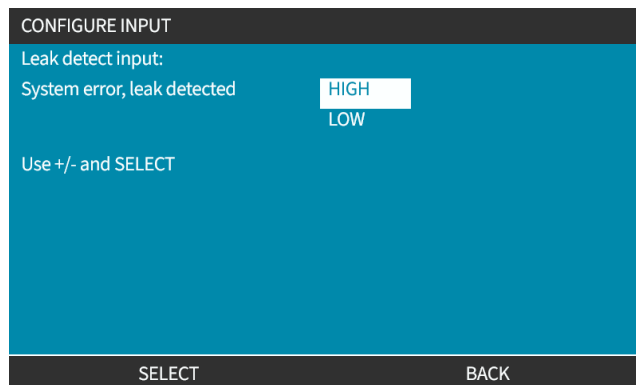 CONFIGURE INPUT
Leak detect input:
System error, leak detected HIGH
LOW
Use +/- and SELECT
SELECT BACK